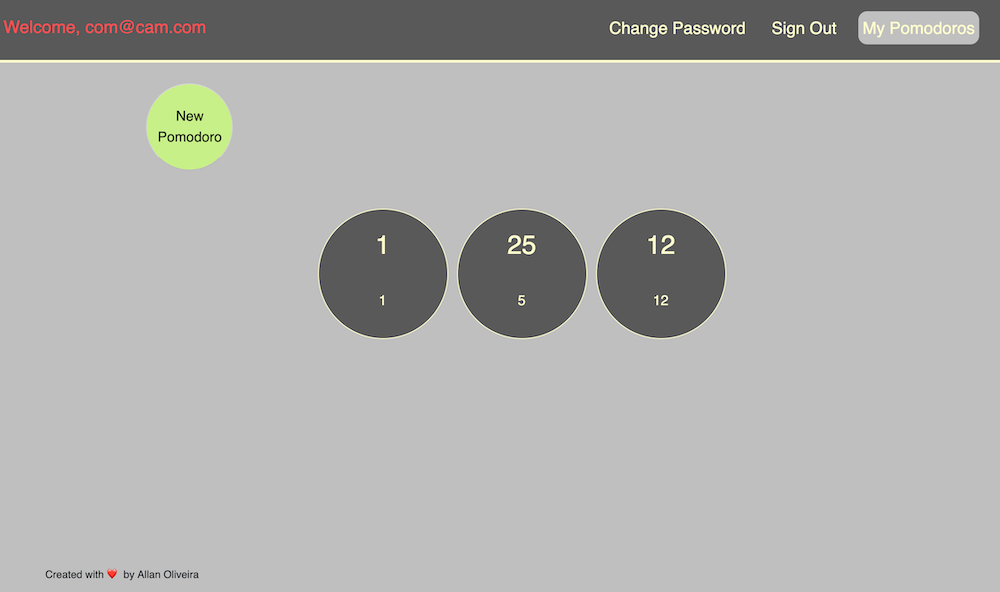 Welcome, com@cam.com
Change Password
Sign Out
My Pomodoros
New
Pomodoro
1
25
12
1
5
12
Created with ❤️ by Allan Oliveira